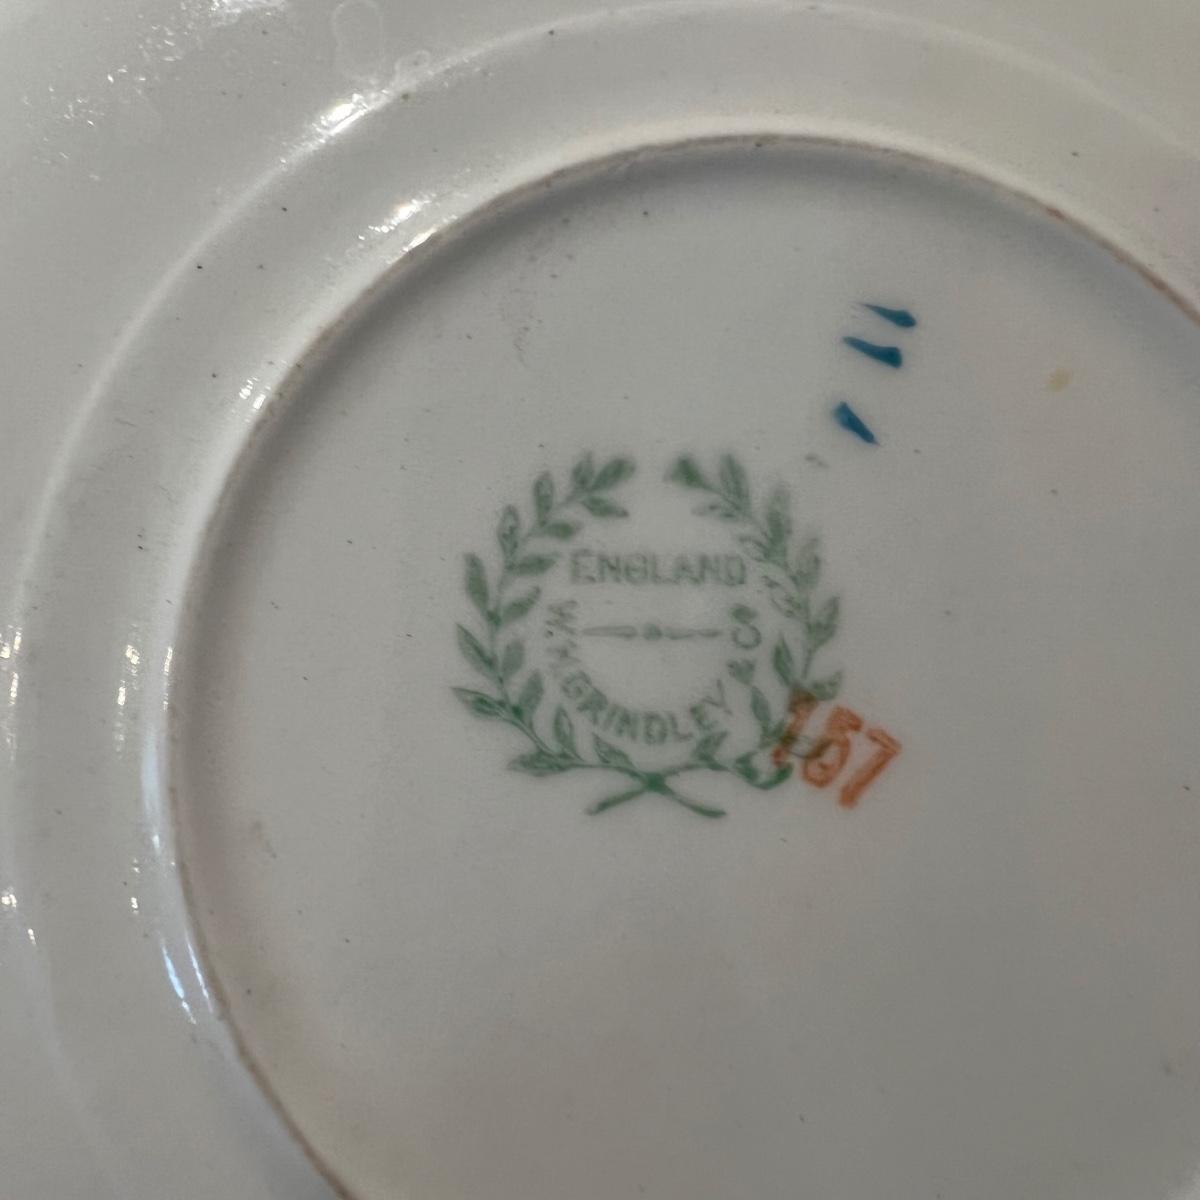 ENGLAND
W. H. GRINDLEY & Co
157